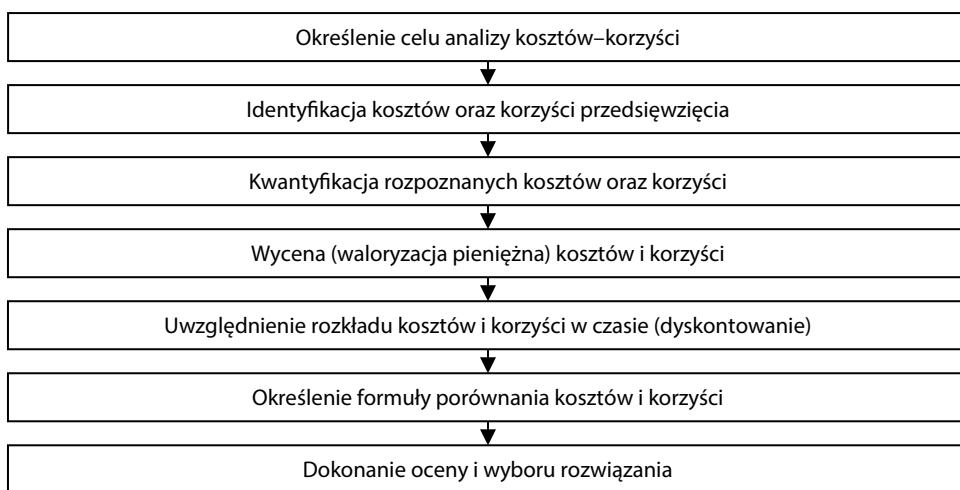 Określenie celu analizy kosztów–korzyści
Identyfikacja kosztów oraz korzyści przedsięwzięcia
Kwantyfikacja rozpoznanych kosztów oraz korzyści
Wycena (waloryzacja pieniężna) kosztów i korzyści
Uwzględnienie rozkładu kosztów i korzyści w czasie (dyskontowanie)
Określenie formuły porównania kosztów i korzyści
Dokonanie oceny i wyboru rozwiązania